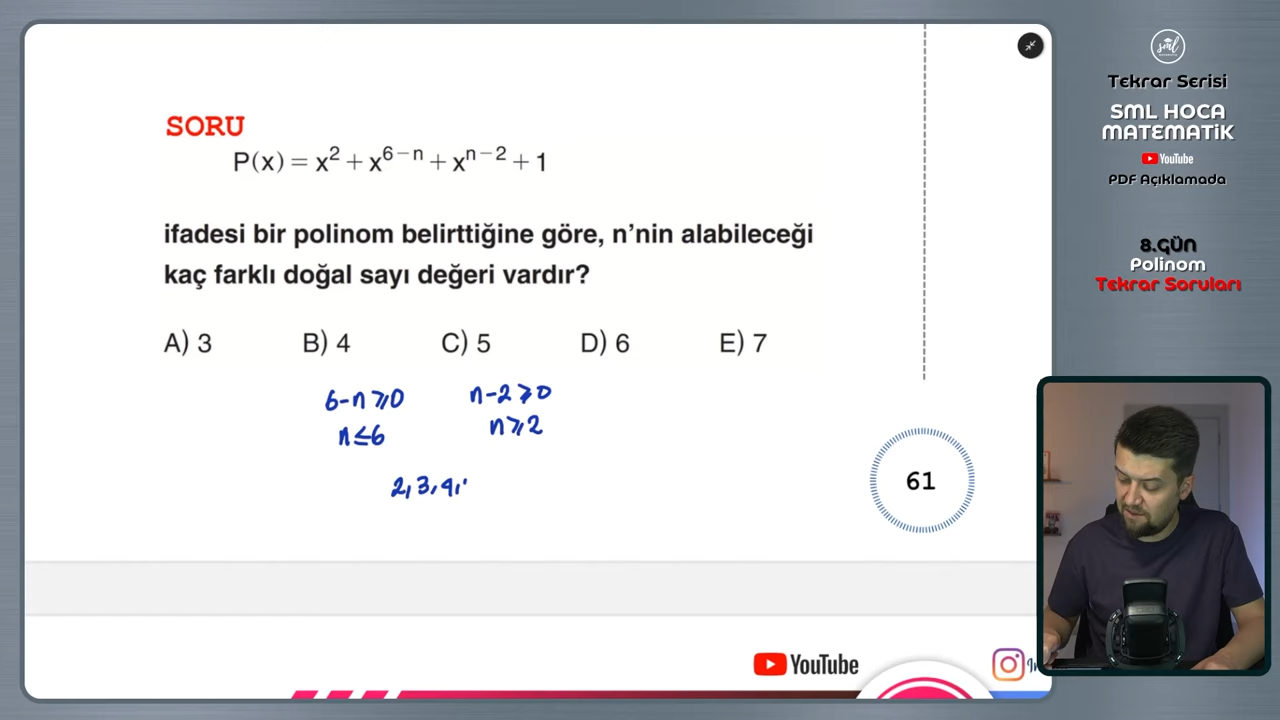 SORU
P(x) = x² + x⁶⁻ⁿ + xⁿ⁻² + 1
ifadesi bir polinom belirttiğine göre, n’nin alabileceği
kaç farklı doğal sayı değeri vardır?
A) 3 B) 4 C) 5 D) 6 E) 7
6-n ⩾0 n-2 ⩾0
n≤6 n⩾2
2, 3, 4,
61
YouTube
sml
Tekrar Serisi
SML HOCA
MATEMATİK
YouTube
PDF Açıklamada
8.GÜN
Polinom
Tekrar Soruları